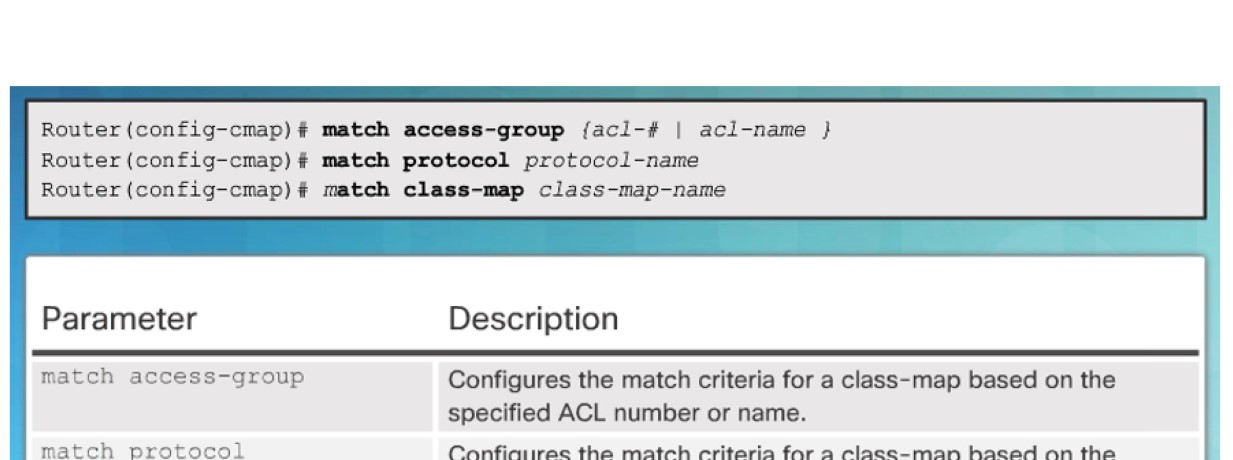 Router(config-cmap)# match access-group {acl-# | acl-name }
Router(config-cmap)# match protocol protocol-name
Router(config-cmap)# match class-map class-map-name
Parameter Description
match access-group Configures the match criteria for a class-map based on the
specified ACL number or name.
match protocol Configures the match criteria for a class-map based on the